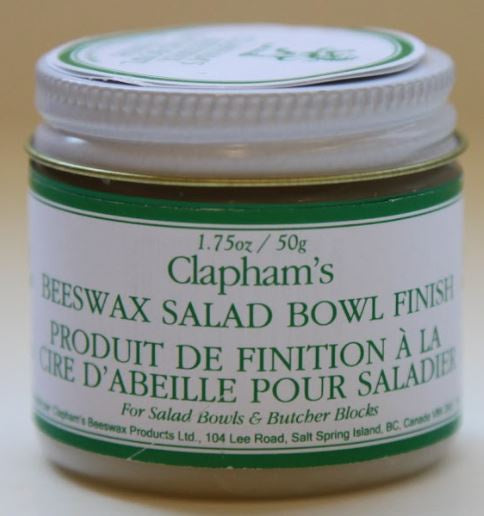 1.75oz / 50g
Clapham's
BEESWAX SALAD BOWL FINISH
PRODUIT DE FINITION À LA
CIRE D'ABEILLE POUR SALADIER
For Salad Bowls & Butcher Blocks
Clapham's Beeswax Products Ltd., 104 Lee Road, Salt Spring Island, BC, Canada